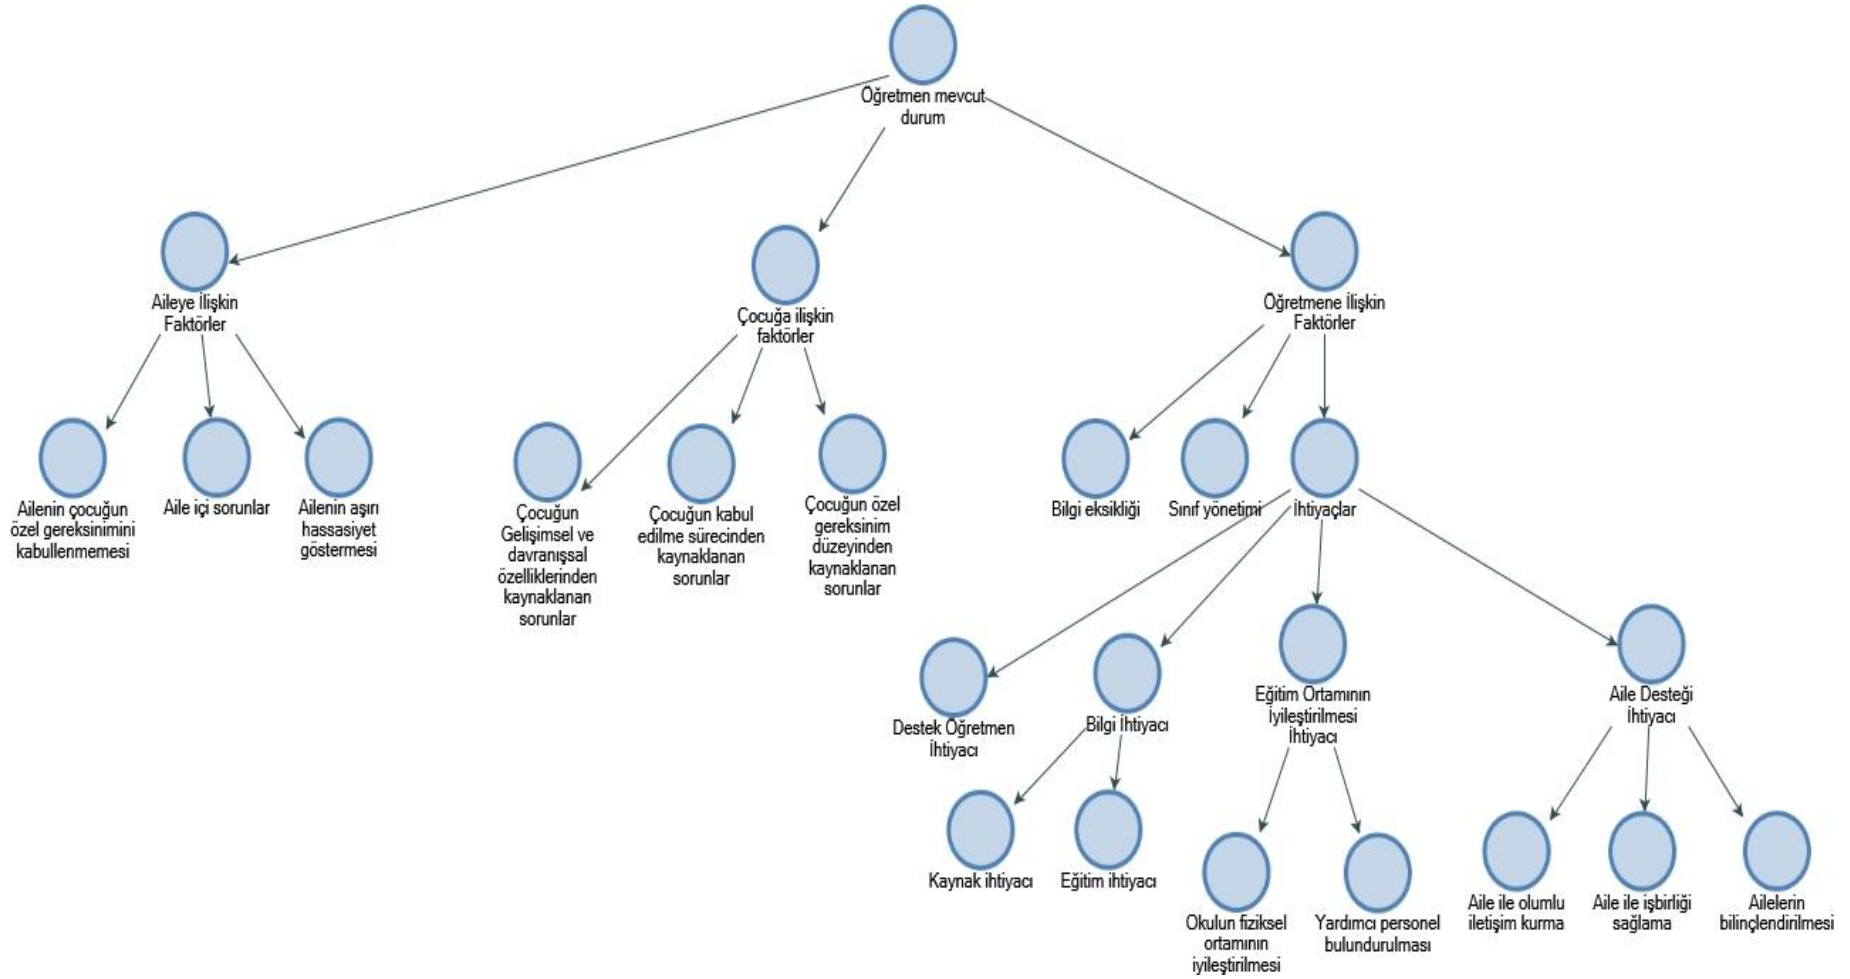 Öğretmen mevcut
durum
Aileye İlişkin
Faktörler
Çocuğa ilişkin
faktörler
Öğretmene İlişkin
Faktörler
Ailenin çocuğun
özel gereksinimini
kabullenmemesi
Aile içi sorunlar
Ailenin aşırı
hassasiyet
göstermesi
Çocuğun
Gelişimsel ve
davranışsal
özelliklerinden
kaynaklanan
sorunlar
Çocuğun kabul
edilme sürecinden
kaynaklanan
sorunlar
Çocuğun özel
gereksinim
düzeyinden
kaynaklanan
sorunlar
Bilgi eksikliği
Sınıf yönetimi
İhtiyaçlar
Destek Öğretmen
İhtiyacı
Bilgi İhtiyacı
Eğitim Ortamının
İyileştirilmesi
İhtiyacı
Aile Desteği
İhtiyacı
Kaynak ihtiyacı
Eğitim ihtiyacı
Okulun fiziksel
ortamının
iyileştirilmesi
Yardımcı personel
bulundurulması
Aile ile olumlu
iletişim kurma
Aile ile işbirliği
sağlama
Ailelerin
bilinçlendirilmesi